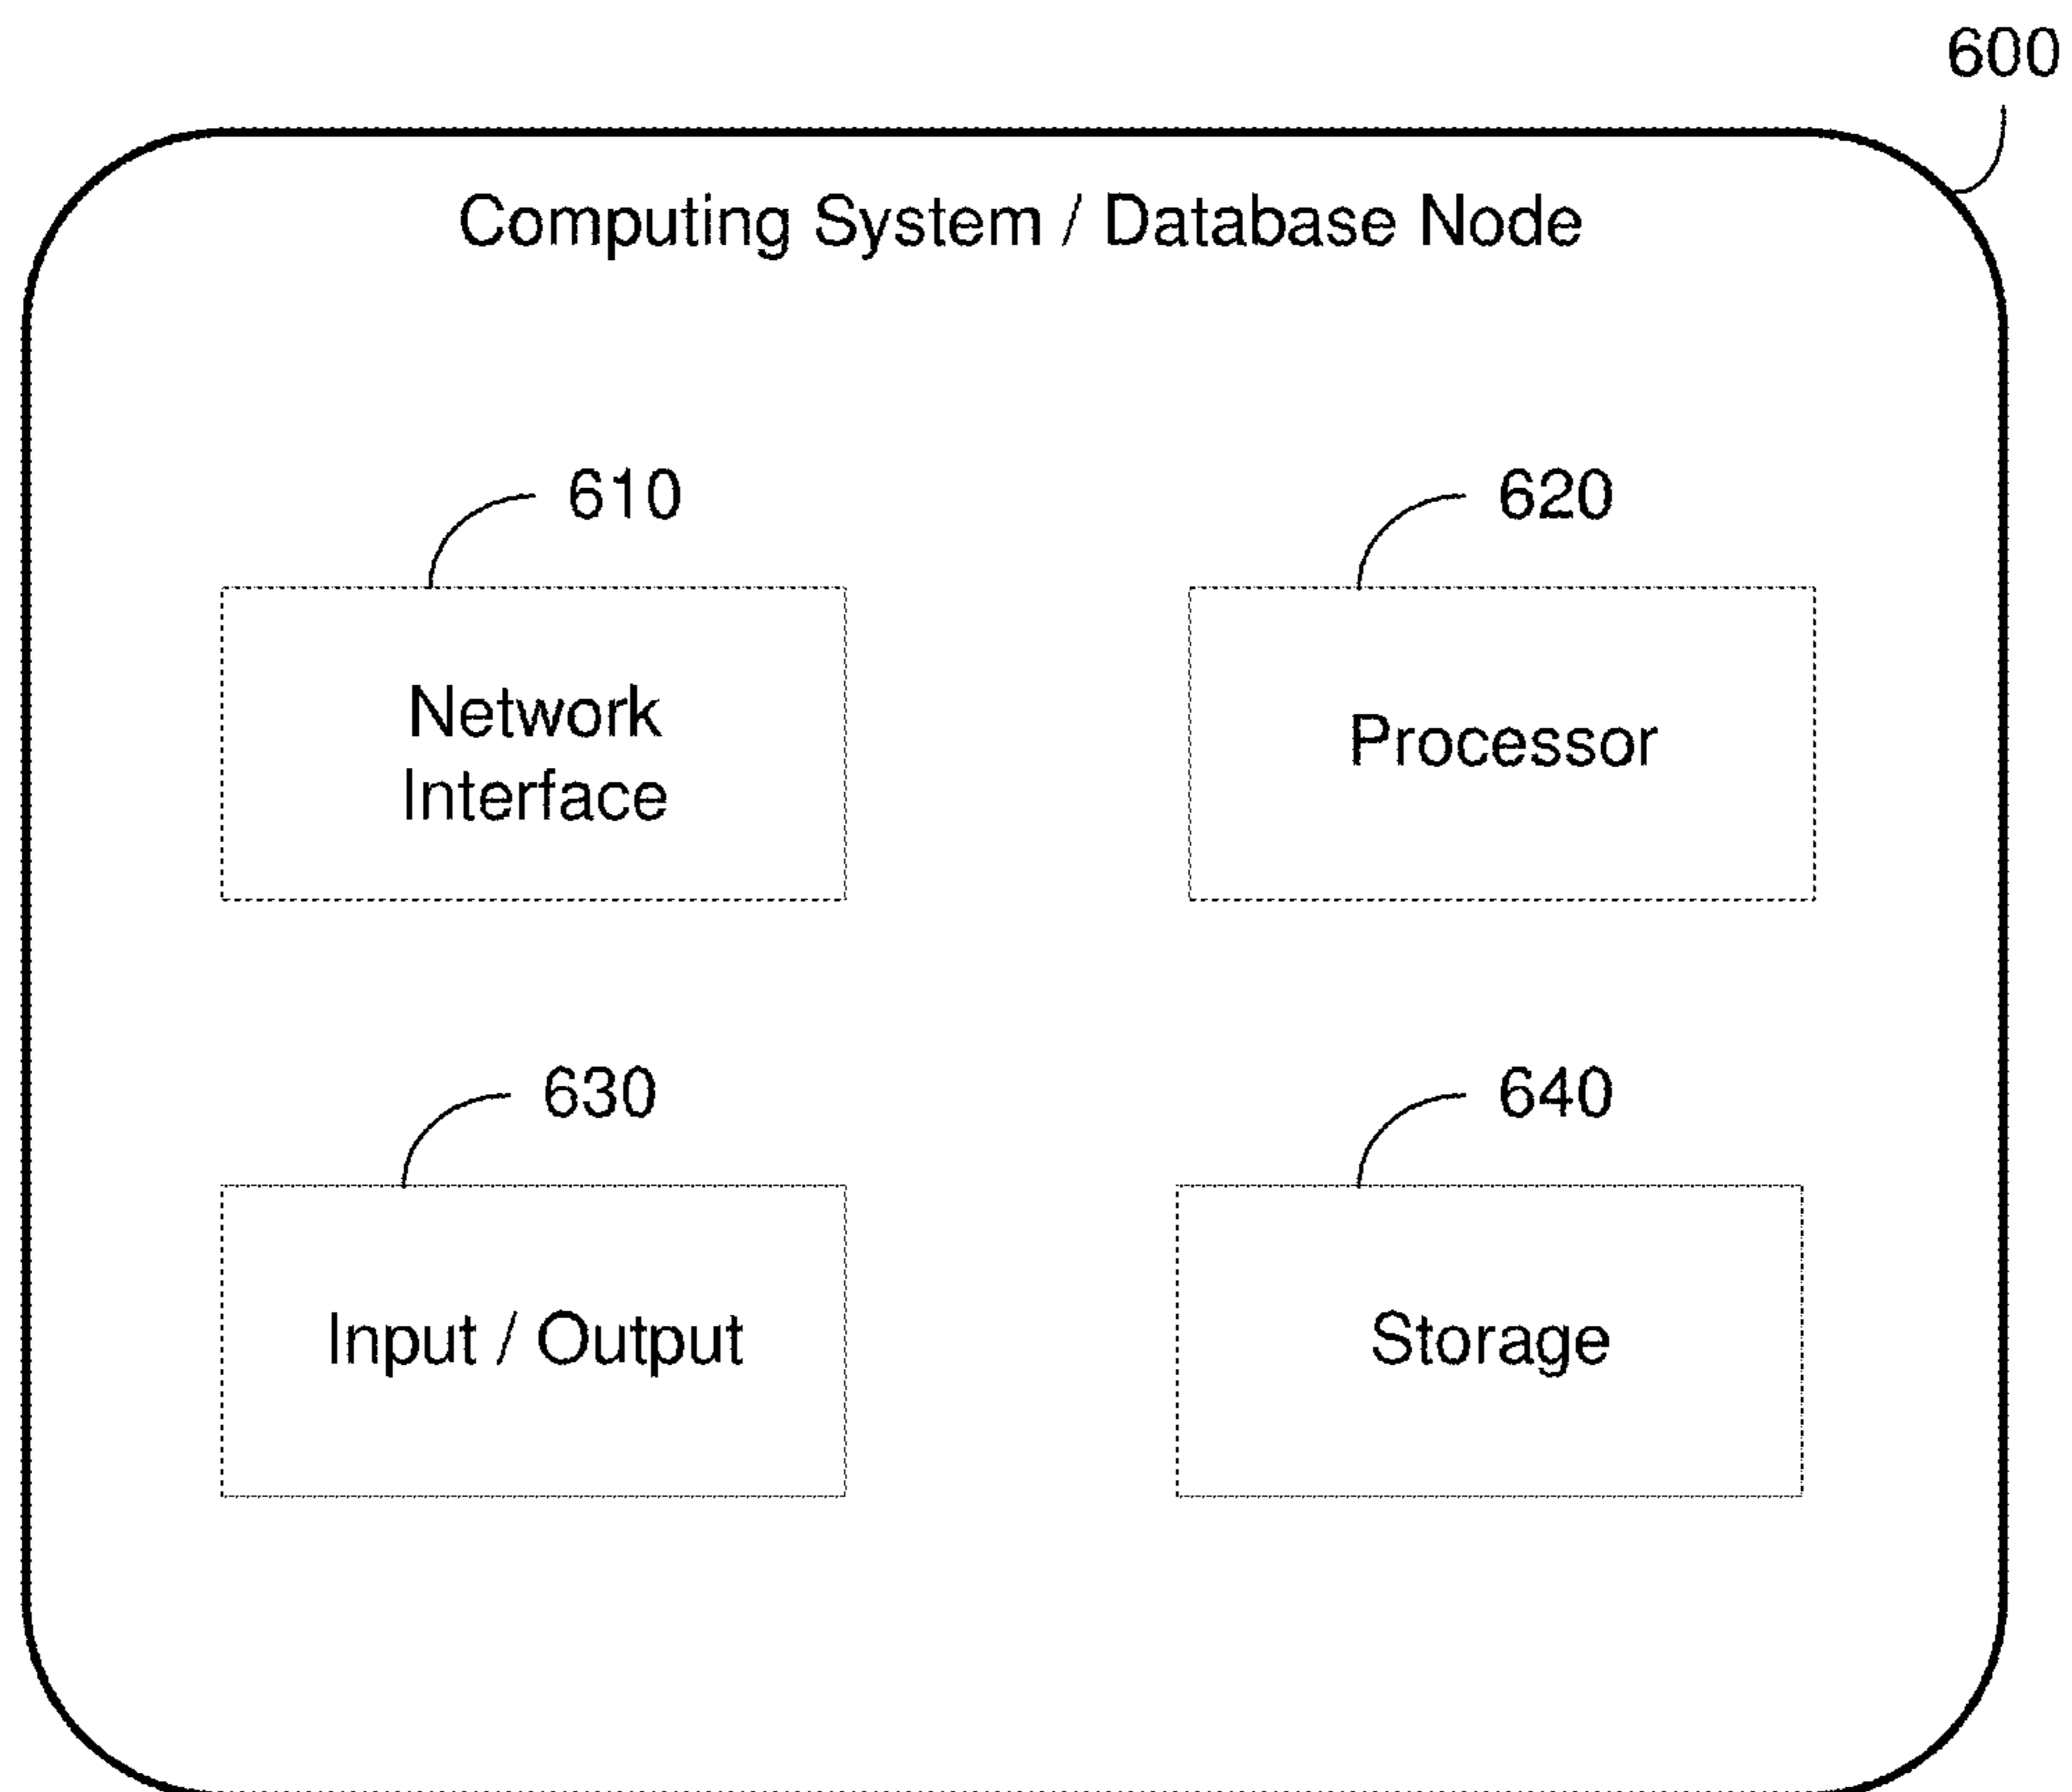 600
Computing System / Database Node
610
620
Network
Interface
Processor
630
640
Input / Output
Storage